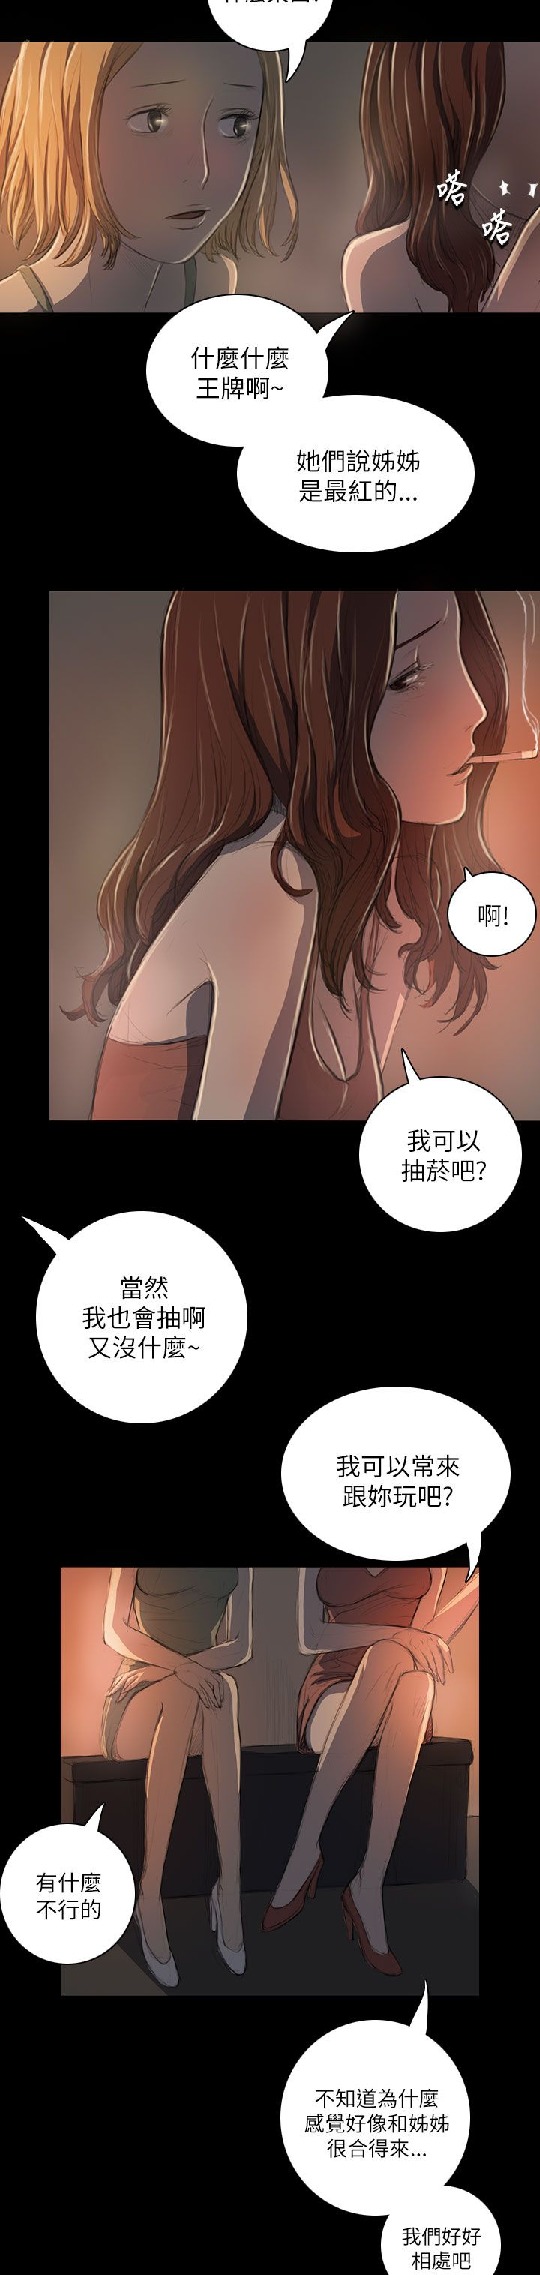 嗒
嗒
什麼什麼
王牌啊~
她們說姊姊
是最紅的...
啊!
我可以
抽菸吧?
當然
我也會抽啊
又沒什麼~
我可以常來
跟妳玩吧?
有什麼
不行的
不知道為什麼
感覺好像和姊姊
很合得來...
我們好好
相處吧